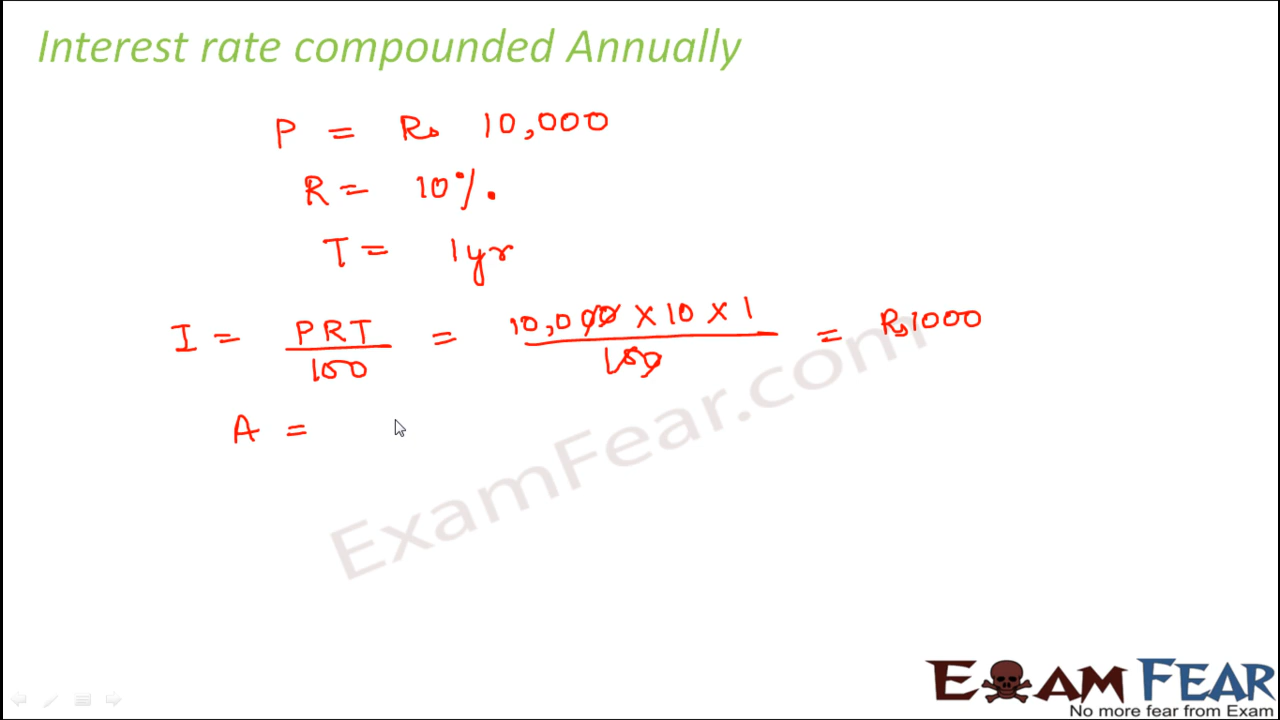 Interest rate compounded Annually
P = Rs 10,000
R = 10%.
T = 1yr
I = PRT/100 = 10,000 x 10 x 1/100 = Rs1000
A =
ExamFear.com
EXAM FEAR
No more fear from Exam